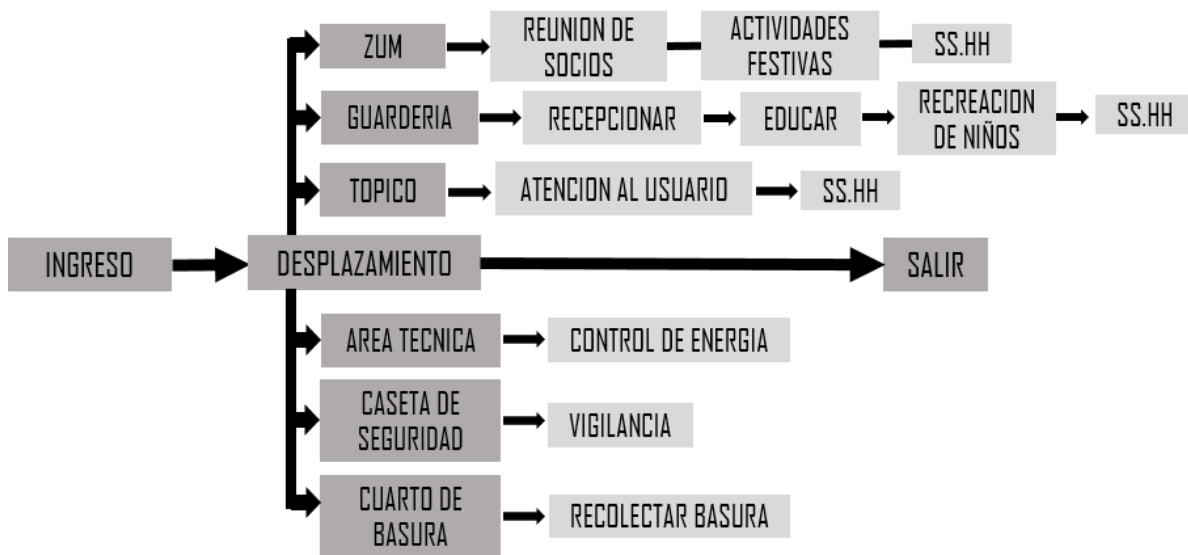 ZUM
REUNION DE
SOCIOS
ACTIVIDADES
FESTIVAS
SS.HH
GUARDERIA
RECEPCIONAR
EDUCAR
RECREACION
DE NIÑOS
SS.HH
TOPICO
ATENCION AL USUARIO
SS.HH
INGRESO
DESPLAZAMIENTO
SALIR
AREA TECNICA
CONTROL DE ENERGIA
CASETA DE
SEGURIDAD
VIGILANCIA
CUARTO DE
BASURA
RECOLECTAR BASURA